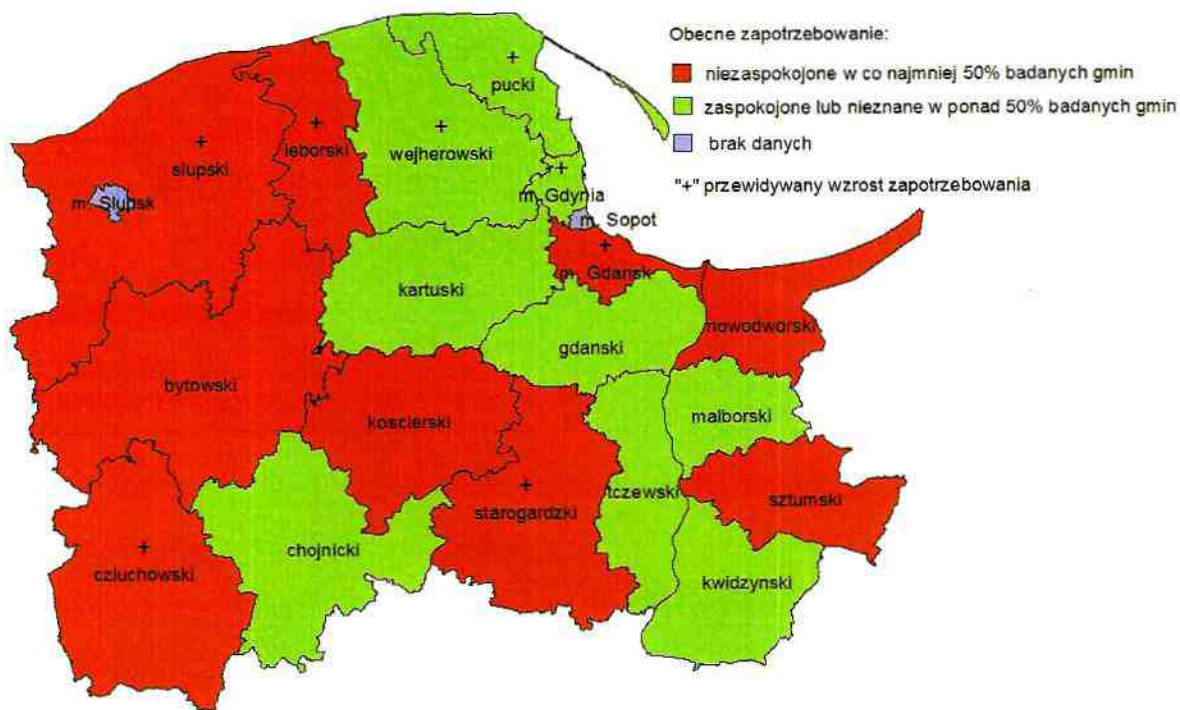 Obecne zapotrzebowanie:
niezaspokojone w co najmniej 50% badanych gmin
zaspokojone lub nieznane w ponad 50% badanych gmin
brak danych
"+" przewidywany wzrost zapotrzebowania
+
pucki
+
slupski
+
leborski
+
wejherowski
+
m. Gdynia
m. Slupsk
m. Sopot
+
m. Gdansk
kartuski
nowodworski
gdanski
bytowski
malborski
koscierski
+
starogardzki
tczewski
sztumski
+
czluchowski
chojnicki
kwidzynski